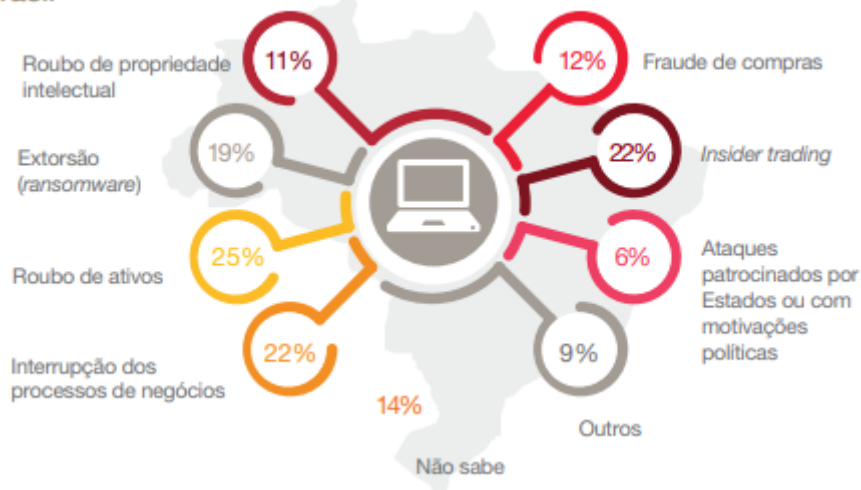 11%
Roubo de propriedade
intelectual
12%
Fraude de compras
19%
Extorsão
(ransomware)
22%
Insider trading
25%
Roubo de ativos
6%
Ataques
patrocinados por
Estados ou com
motivações
políticas
22%
Interrupção dos
processos de negócios
9%
Outros
14%
Não sabe